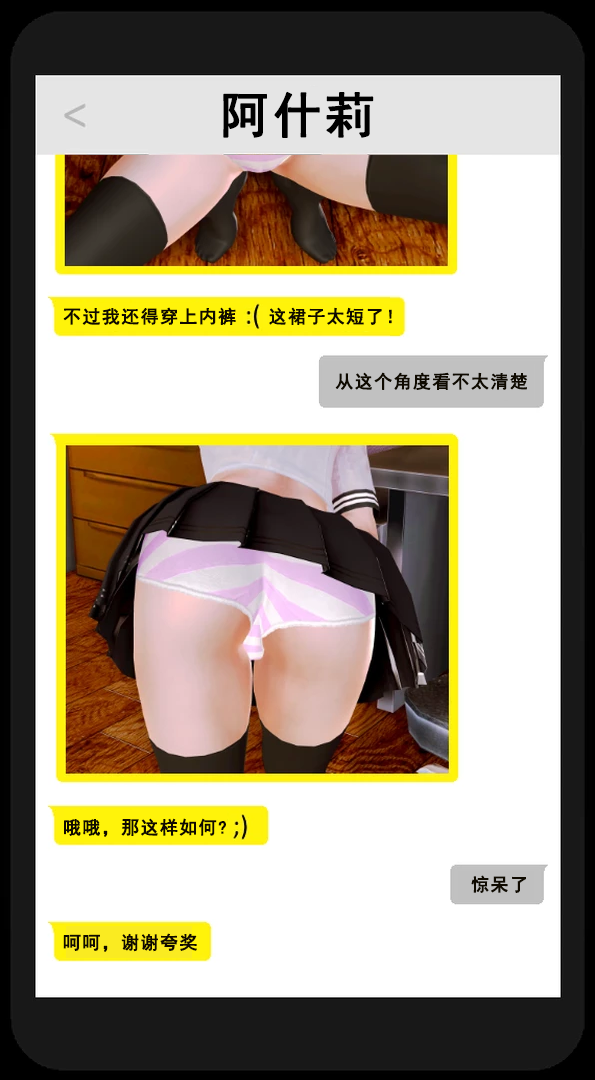 <
阿什莉
不过我还得穿上内裤 :( 这裙子太短了!
从这个角度看不太清楚
哦哦，那这样如何? ;)
惊呆了
呵呵，谢谢夸奖